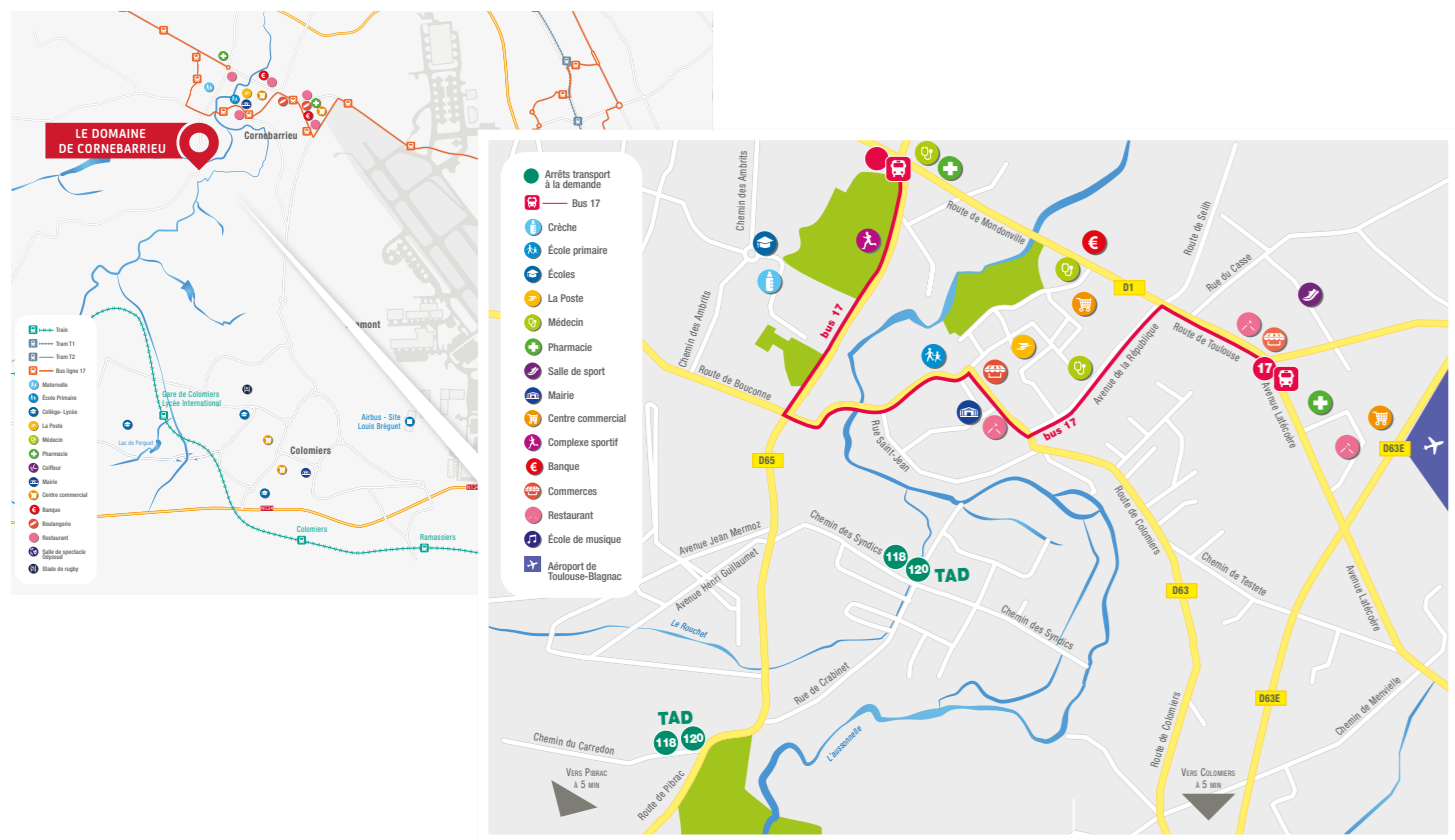 LE DOMAINE
DE CORNEBARRIEU
Cornebarrieu
Gare de Colomiers
Lycée International
Lac du Perget
Airbus - Site
Louis Bréguet
Colomiers
N124
Colomiers
Ramassiers
Train
Tram T1
Tram T2
Bus ligne 17
Maternelle
École Primaire
Collège- Lycée
La Poste
Médecin
Pharmacie
Coiffeur
Mairie
Centre commercial
Banque
Boulangerie
Restaurant
Salle de spectacle
Stade de rugby
Arrêts transport
à la demande
Bus 17
Crèche
École primaire
Écoles
La Poste
Médecin
Pharmacie
Salle de sport
Mairie
Centre commercial
Complexe sportif
Banque
Commerces
Restaurant
École de musique
Aéroport de
Toulouse-Blagnac
Chemin des Ambrits
Chemin des Ambrits
Route de Mondonville
Route de Seilh
Rue du Casse
D1
bus 17
Route de Bouconne
Avenue de la République
Route de Toulouse
17
Avenue Latécoère
bus 17
D63E
D65
Rue Saint-Jean
Route de Colomiers
Avenue Jean Mermoz
Avenue Henri Guillaumet
Chemin des Syndics
118
120
TAD
Chemin de Testete
Avenue Latécoère
D63
Chemin des Syndics
Le Rouchet
Rue de Crabinet
TAD
118
120
Chemin du Carredon
L'aussonnelle
Route de Colomiers
D63E
Chemin de Menvielle
VERS PIBRAC
À 5 MIN
Route de Pibrac
VERS COLOMIERS
À 5 MIN